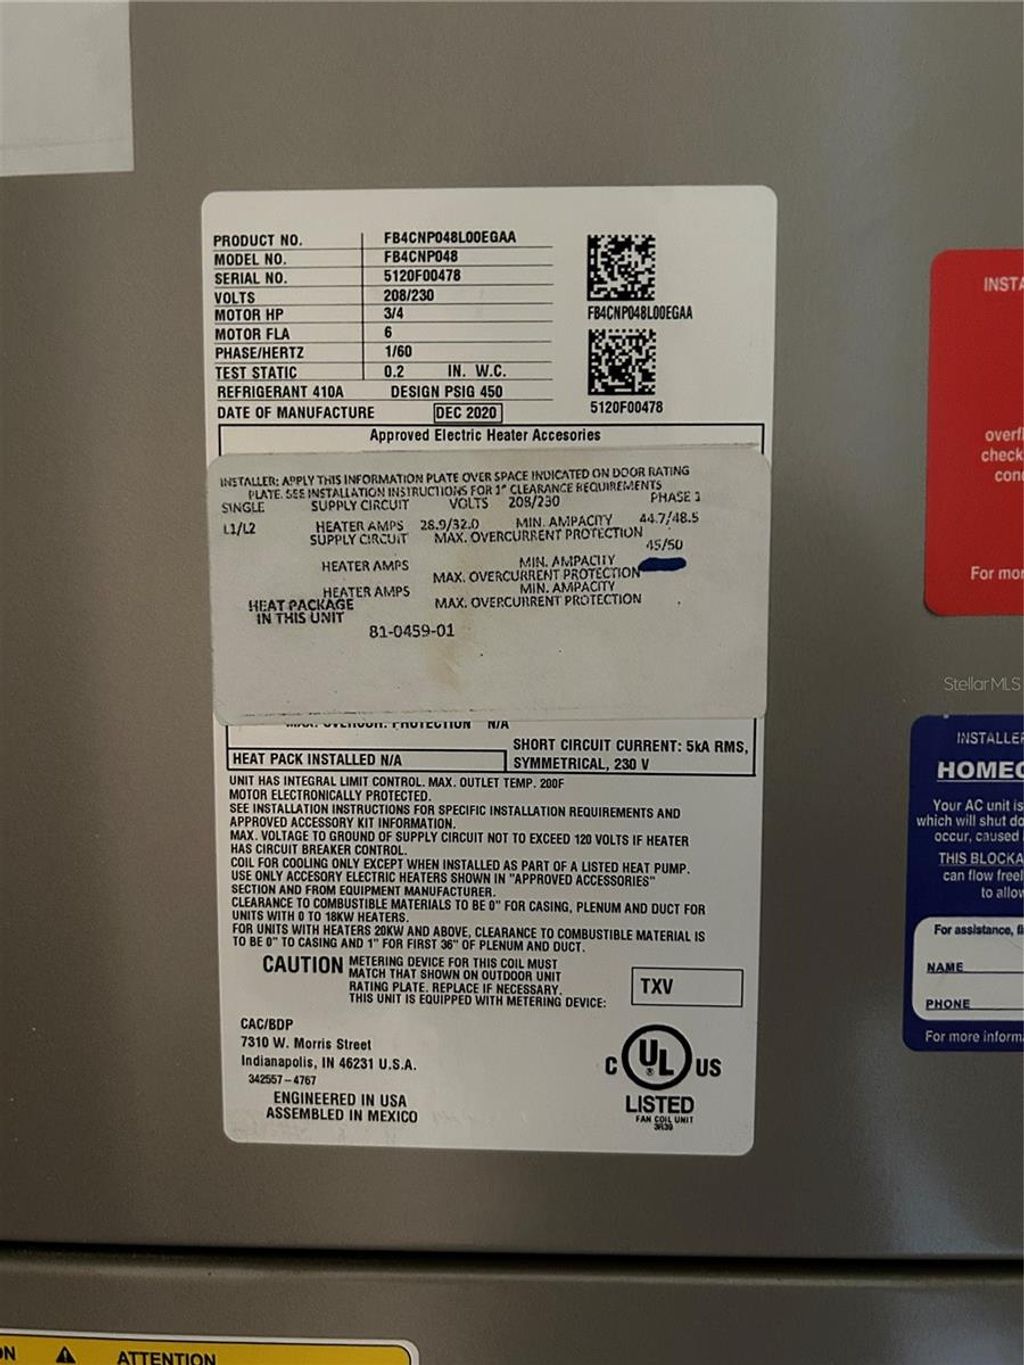 PRODUCT NO. FB4CNP048L00EGAA
MODEL NO. FB4CNP048
SERIAL NO. 5120F00478
VOLTS 208/230
MOTOR HP 3/4
MOTOR FLA 6
PHASE/HERTZ 1/60
TEST STATIC 0.2 IN. W.C.
REFRIGERANT 410A DESIGN PSIG 450
DATE OF MANUFACTURE DEC 2020
FB4CNP048L00EGAA
5120F00478
Approved Electric Heater Accesories
INSTALLER: APPLY THIS INFORMATION PLATE OVER SPACE INDICATED ON DOOR RATING
PLATE. SEE INSTALLATION INSTRUCTIONS FOR 1" CLEARANCE REQUIREMENTS
SINGLE SUPPLY CIRCUIT VOLTS 208/230 PHASE 1
L1/L2 HEATER AMPS 28.9/32.0 MIN. AMPACITY 44.7/48.5
SUPPLY CIRCUIT MAX. OVERCURRENT PROTECTION
45/50
HEATER AMPS MIN. AMPACITY
MAX. OVERCURRENT PROTECTION
HEATER AMPS MIN. AMPACITY
HEAT PACKAGE MAX. OVERCURRENT PROTECTION
IN THIS UNIT
81-0459-01
PROTECTION N/A
HEAT PACK INSTALLED N/A
SHORT CIRCUIT CURRENT: 5kA RMS,
SYMMETRICAL, 230 V
UNIT HAS INTEGRAL LIMIT CONTROL. MAX. OUTLET TEMP. 200F
MOTOR ELECTRONICALLY PROTECTED.
SEE INSTALLATION INSTRUCTIONS FOR SPECIFIC INSTALLATION REQUIREMENTS AND
APPROVED ACCESSORY KIT INFORMATION.
MAX. VOLTAGE TO GROUND OF SUPPLY CIRCUIT NOT TO EXCEED 120 VOLTS IF HEATER
HAS CIRCUIT BREAKER CONTROL.
COIL FOR COOLING ONLY EXCEPT WHEN INSTALLED AS PART OF A LISTED HEAT PUMP.
USE ONLY ACCESORY ELECTRIC HEATERS SHOWN IN "APPROVED ACCESSORIES"
SECTION AND FROM EQUIPMENT MANUFACTURER.
CLEARANCE TO COMBUSTIBLE MATERIALS TO BE 0" FOR CASING, PLENUM AND DUCT FOR
UNITS WITH 0 TO 18KW HEATERS.
FOR UNITS WITH HEATERS 20KW AND ABOVE, CLEARANCE TO COMBUSTIBLE MATERIAL IS
TO BE 0" TO CASING AND 1" FOR FIRST 36" OF PLENUM AND DUCT.
CAUTION METERING DEVICE FOR THIS COIL MUST
MATCH THAT SHOWN ON OUTDOOR UNIT
RATING PLATE. REPLACE IF NECESSARY.
THIS UNIT IS EQUIPPED WITH METERING DEVICE:
TXV
CAC/BDP
7310 W. Morris Street
Indianapolis, IN 46231 U.S.A.
342557-4767
ENGINEERED IN USA
ASSEMBLED IN MEXICO
C UL US
LISTED
FAN COIL UNIT
3R39
INSTA
overfl
check
con
For mor
StellarMLS
INSTALLER
HOMEO
Your AC unit is
which will shut do
occur, caused
THIS BLOCKA
can flow freel
to allow
For assistance,
NAME
PHONE
For more informa
ON ATTENTION